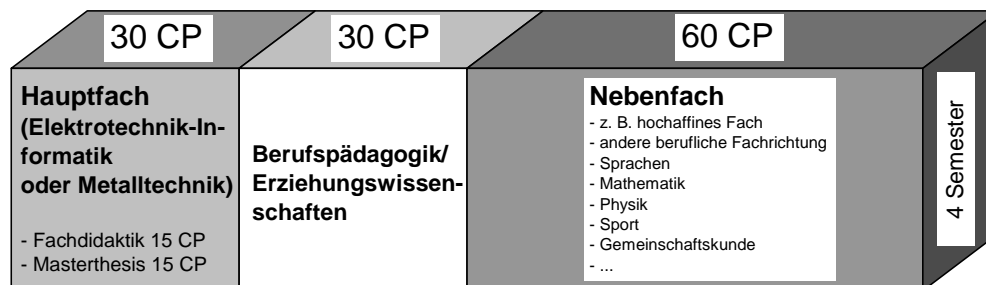 30 CP
30 CP
60 CP
Hauptfach
(Elektrotechnik-In-
formatik
oder Metalltechnik)
- Fachdidaktik 15 CP
- Masterthesis 15 CP
Berufspädagogik/
Erziehungswissen-
schaften
Nebenfach
- z. B. hochaffines Fach
- andere berufliche Fachrichtung
- Sprachen
- Mathematik
- Physik
- Sport
- Gemeinschaftskunde
- ...
4 Semester